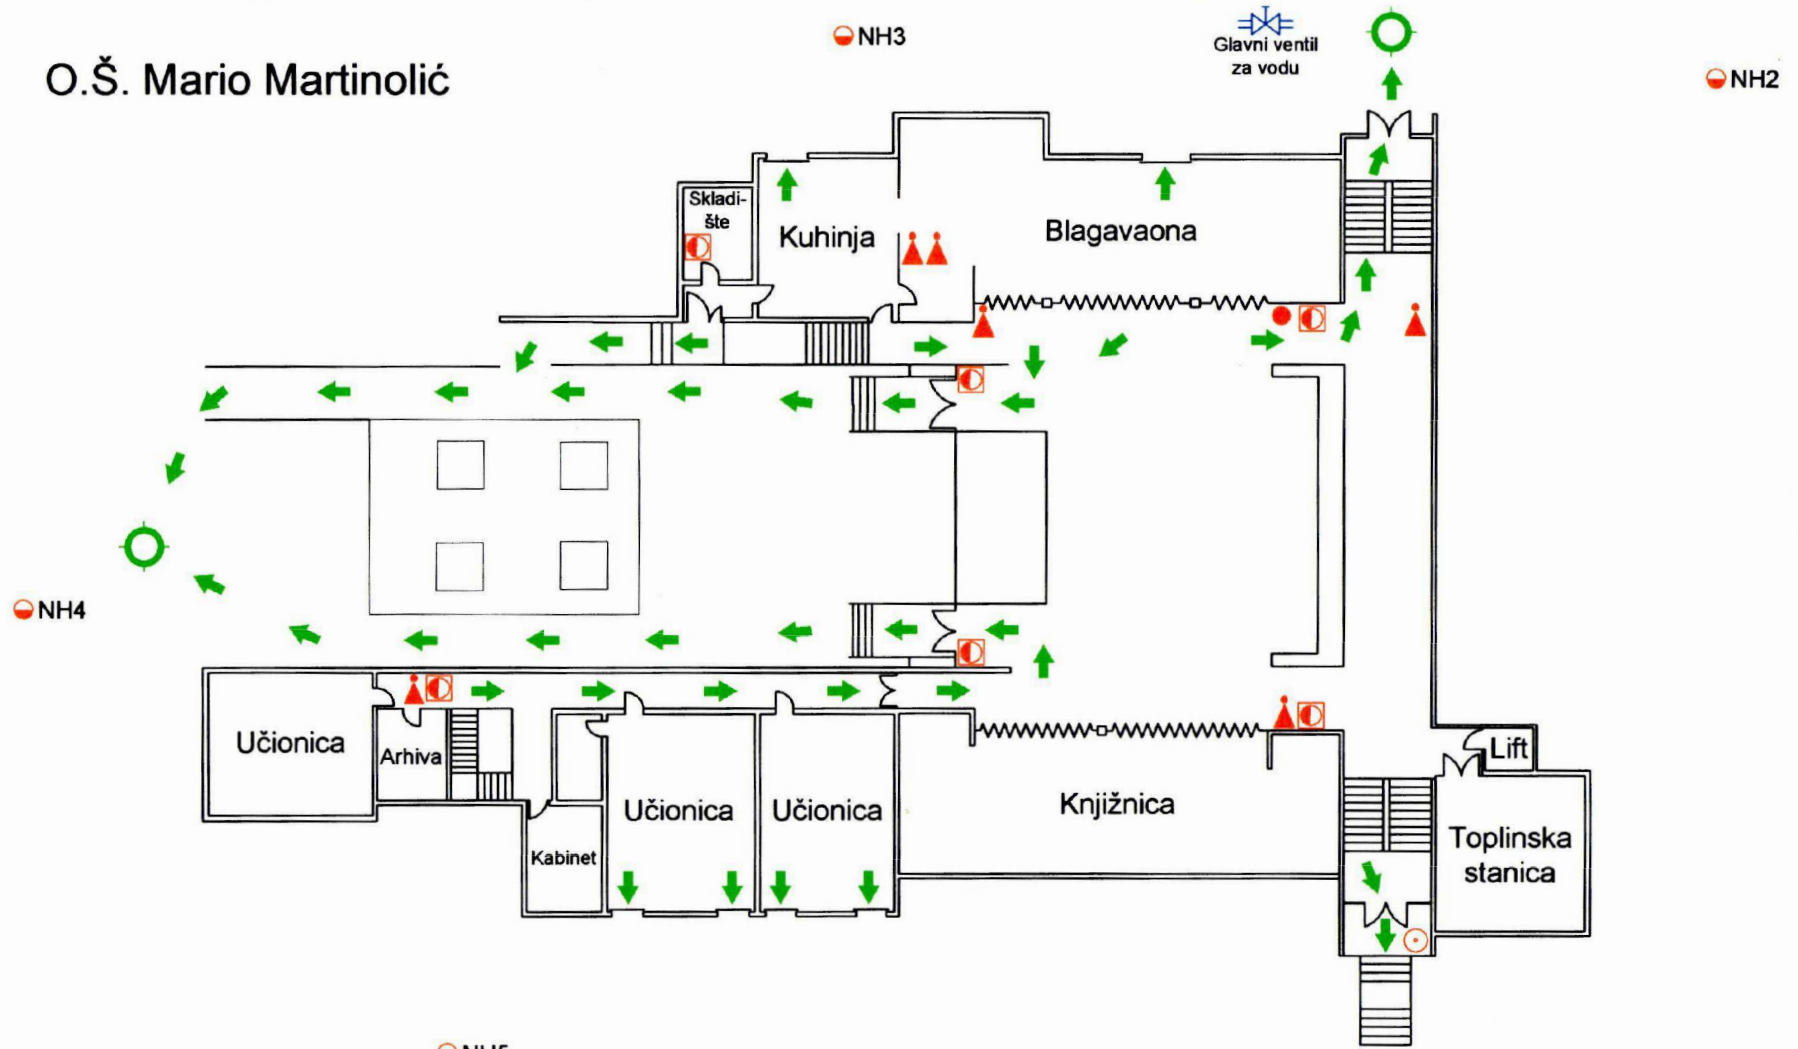 O.Š. Mario Martinolić
NH3
Glavni ventil
za vodu
NH2
Skladi-
šte
Kuhinja
Blagavaona
NH4
Učionica
Arhiva
Kabinet
Učionica
Učionica
Knjižnica
Lift
Toplinska
stanica
NH5